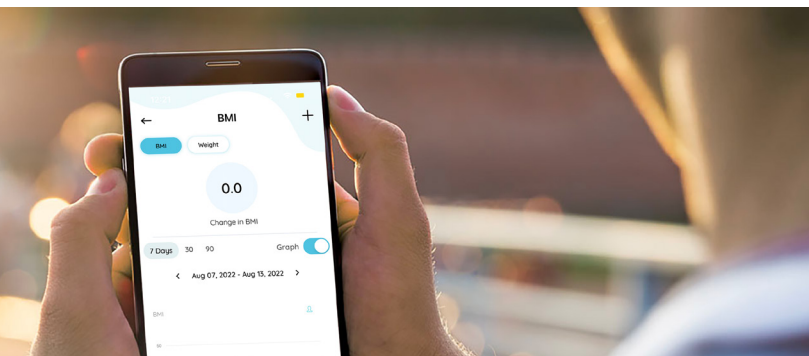 BMI
BMI Weight
0.0
Change in BMI
7 Days 30 90 Graph
Aug 07, 2022 - Aug 13, 2022
BMI